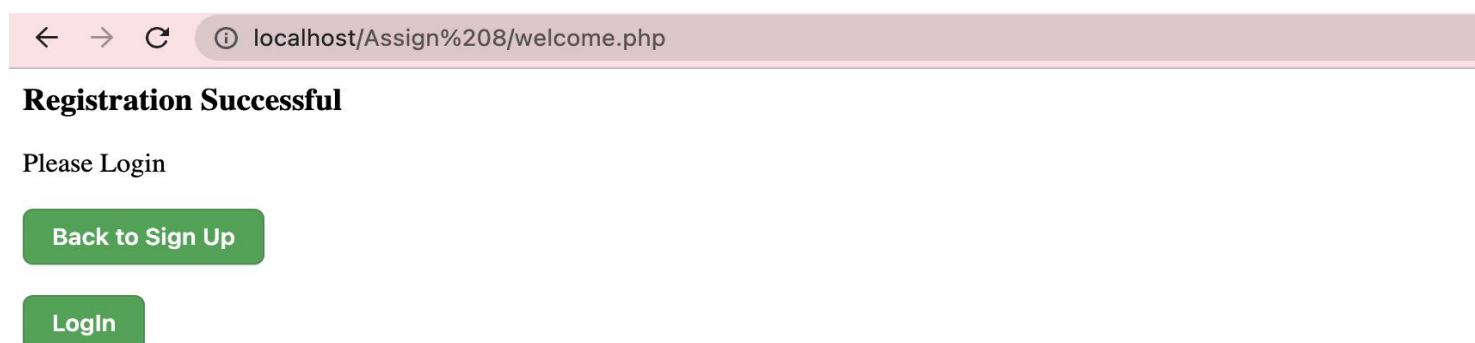 localhost/Assign%208/welcome.php
Registration Successful
Please Login
Back to Sign Up
LogIn